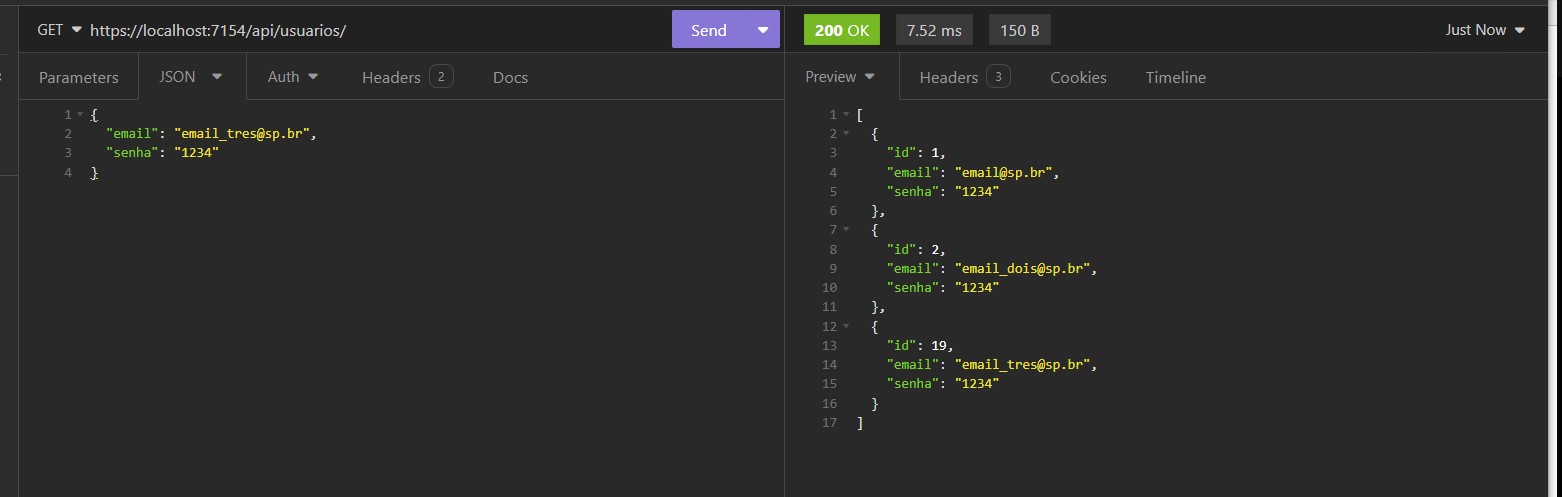 GET https://localhost:7154/api/usuarios/ Send
200 OK 7.52 ms 150 B Just Now
Parameters JSON Auth Headers 2 Docs
Preview Headers 3 Cookies Timeline
1 {
2 "email": "email_tres@sp.br",
3 "senha": "1234"
4 }
1 [
2 {
3 "id": 1,
4 "email": "email@sp.br",
5 "senha": "1234"
6 },
7 {
8 "id": 2,
9 "email": "email_dois@sp.br",
10 "senha": "1234"
11 },
12 {
13 "id": 19,
14 "email": "email_tres@sp.br",
15 "senha": "1234"
16 }
17 ]